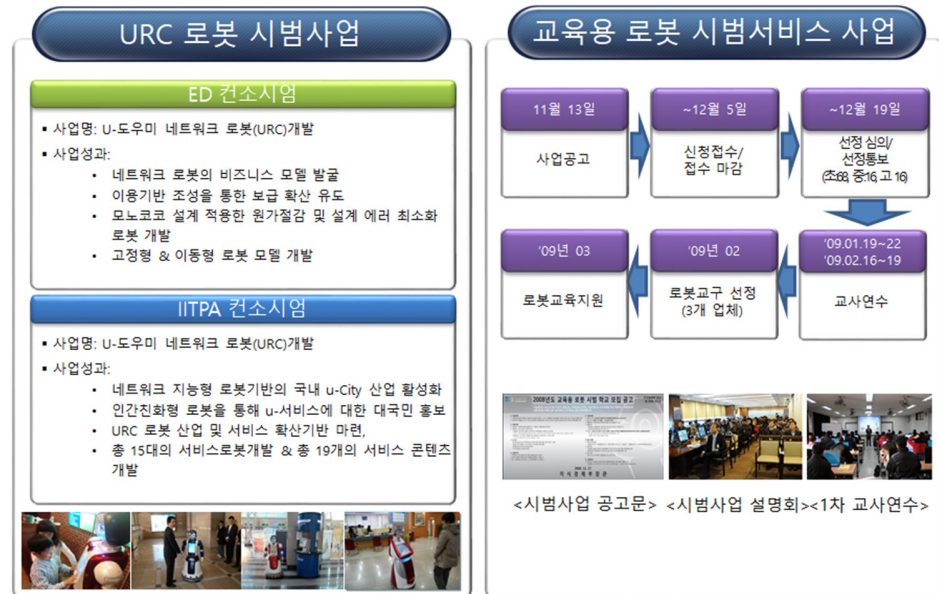 URC 로봇 시범사업
ED 컨소시엄
▪ 사업명: U-도우미 네트워크 로봇(URC)개발
▪ 사업성과:
• 네트워크 로봇의 비즈니스 모델 발굴
• 이용기반 조성을 통한 보급 확산 유도
• 모노코코 설계 적용한 원가절감 및 설계 에러 최소화
로봇 개발
• 고정형 & 이동형 로봇 모델 개발
IITPA 컨소시엄
▪ 사업명: U-도우미 네트워크 로봇(URC)개발
▪ 사업성과:
• 네트워크 지능형 로봇기반의 국내 u-City 산업 활성화
• 인간친화형 로봇을 통해 u-서비스에 대한 대국민 홍보
• URC 로봇 산업 및 서비스 확산기반 마련,
• 총 15대의 서비스로봇개발 & 총 19개의 서비스 콘텐츠
개발
교육용 로봇 시범서비스 사업
11월 13일
사업공고
~12월 5일
신청접수/
접수 마감
~12월 19일
선정 심의/
선정통보
(초:68, 중:16, 고 16)
'09.01.19~22
'09.02.16~19
교사연수
'09년 02
로봇교구 선정
(3개 업체)
'09년 03
로봇교육지원
2008년도 교육용 로봇 시범 학교 모집 공고
지식경제부장관
<시범사업 공고문> <시범사업 설명회><1차 교사연수>